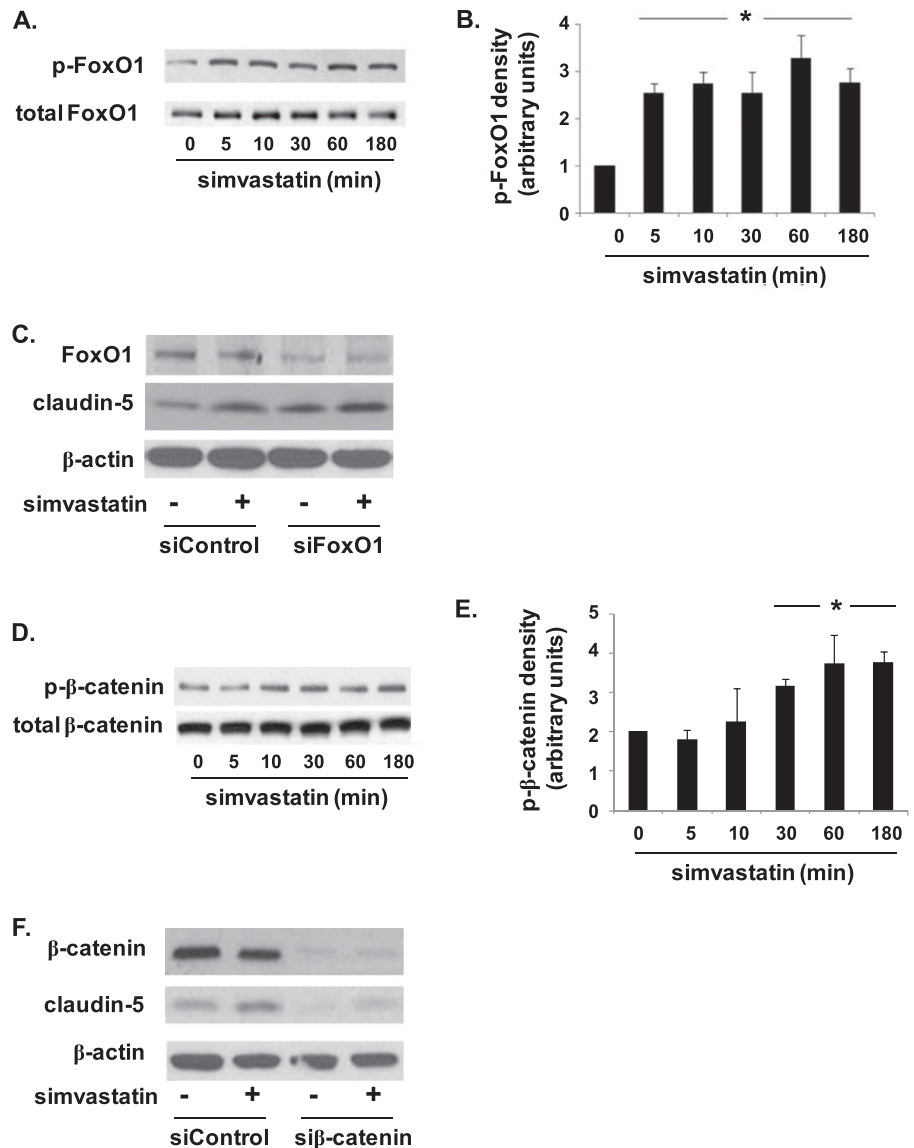 A.
p-FoxO1
total FoxO1
0 5 10 30 60 180
simvastatin (min)
B.
p-FoxO1 density
(arbitrary units)
4
3
2
1
0
*
0 5 10 30 60 180
simvastatin (min)
C.
FoxO1
claudin-5
β-actin
simvastatin - + - +
siControl siFoxO1
D.
p-β-catenin
total β-catenin
0 5 10 30 60 180
simvastatin (min)
E.
p-β-catenin density
(arbitrary units)
5
4
3
2
1
0
*
0 5 10 30 60 180
simvastatin (min)
F.
β-catenin
claudin-5
β-actin
simvastatin - + - +
siControl siβ-catenin